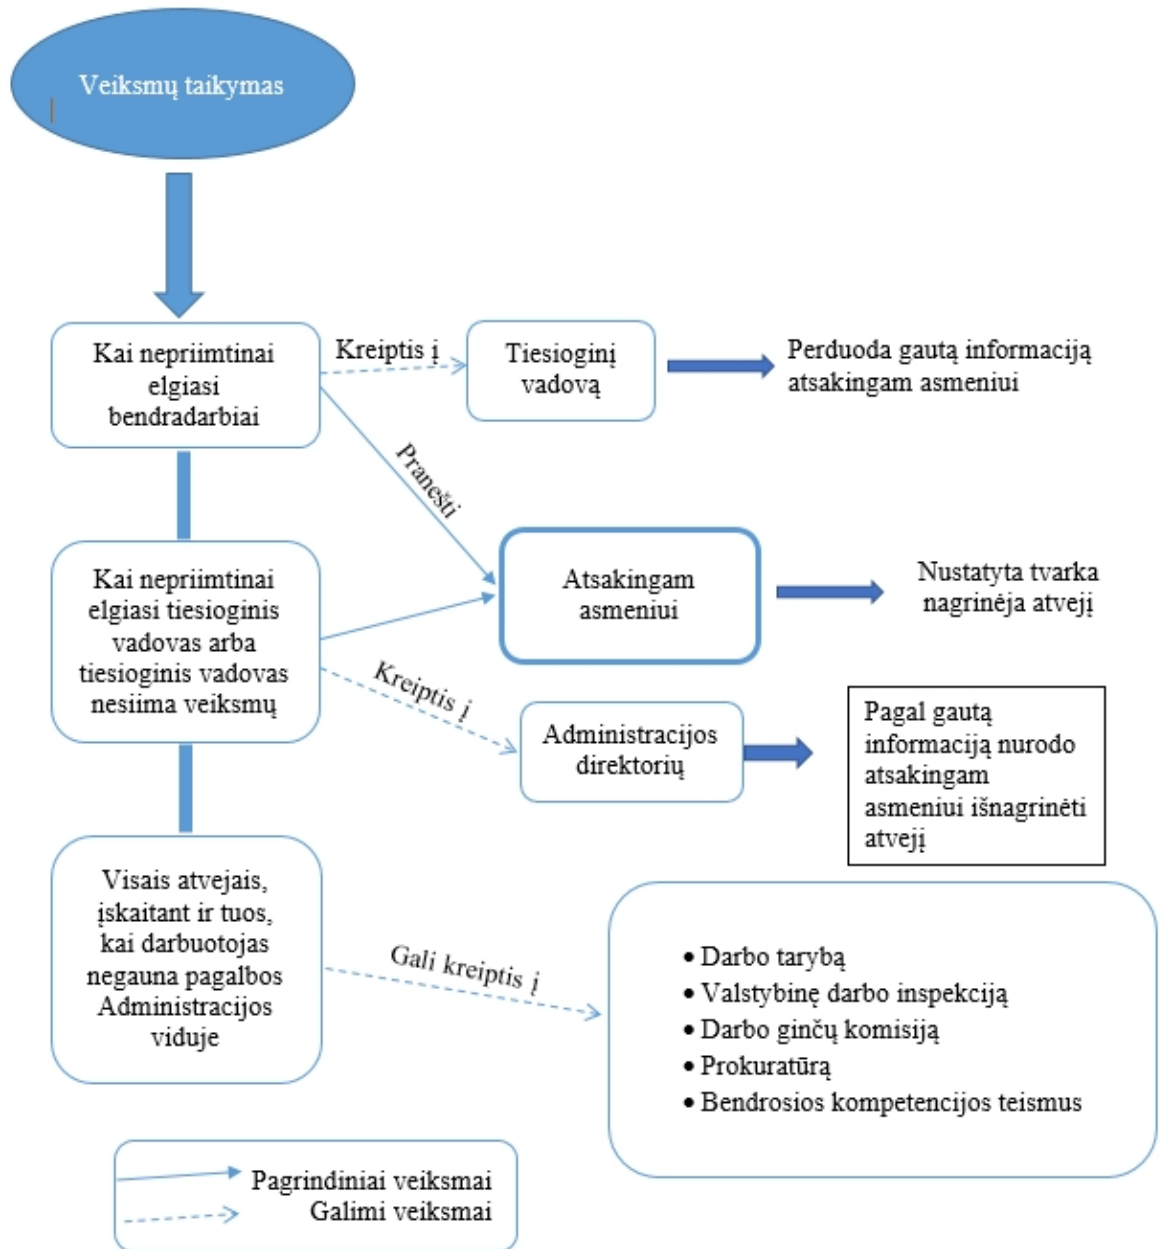 Veiksmų taikymas
Kai nepriimtinai
elgiasi
bendradarbiai
Kreiptis į
Tiesioginį
vadovą
Perduoda gautą informaciją
atsakingam asmeniui
Pranešti
Kai nepriimtinai
elgiasi tiesioginis
vadovas arba
tiesioginis vadovas
nesiima veiksmų
Atsakingam
asmeniui
Nustatyta tvarka
nagrinėja atvejį
Kreiptis į
Administracijos
direktorių
Pagal gautą
informaciją nurodo
atsakingam
asmeniui išnagrinėti
atvejį
Visais atvejais,
įskaitant ir tuos,
kai darbuotojas
negauna pagalbos
Administracijos
viduje
Gali kreiptis į
• Darbo tarybą
• Valstybinę darbo inspekciją
• Darbo ginčų komisiją
• Prokuratūrą
• Bendrosios kompetencijos teismus
Pagrindiniai veiksmai
Galimi veiksmai